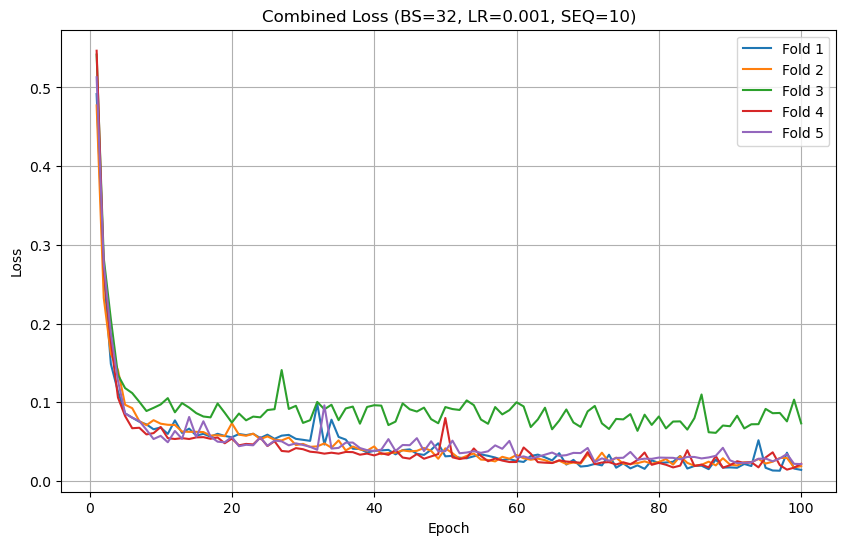 Combined Loss (BS=32, LR=0.001, SEQ=10)
Fold 1
Fold 2
Fold 3
Fold 4
Fold 5
Loss
0.5
0.4
0.3
0.2
0.1
0.0
0
20
40
60
80
100
Epoch